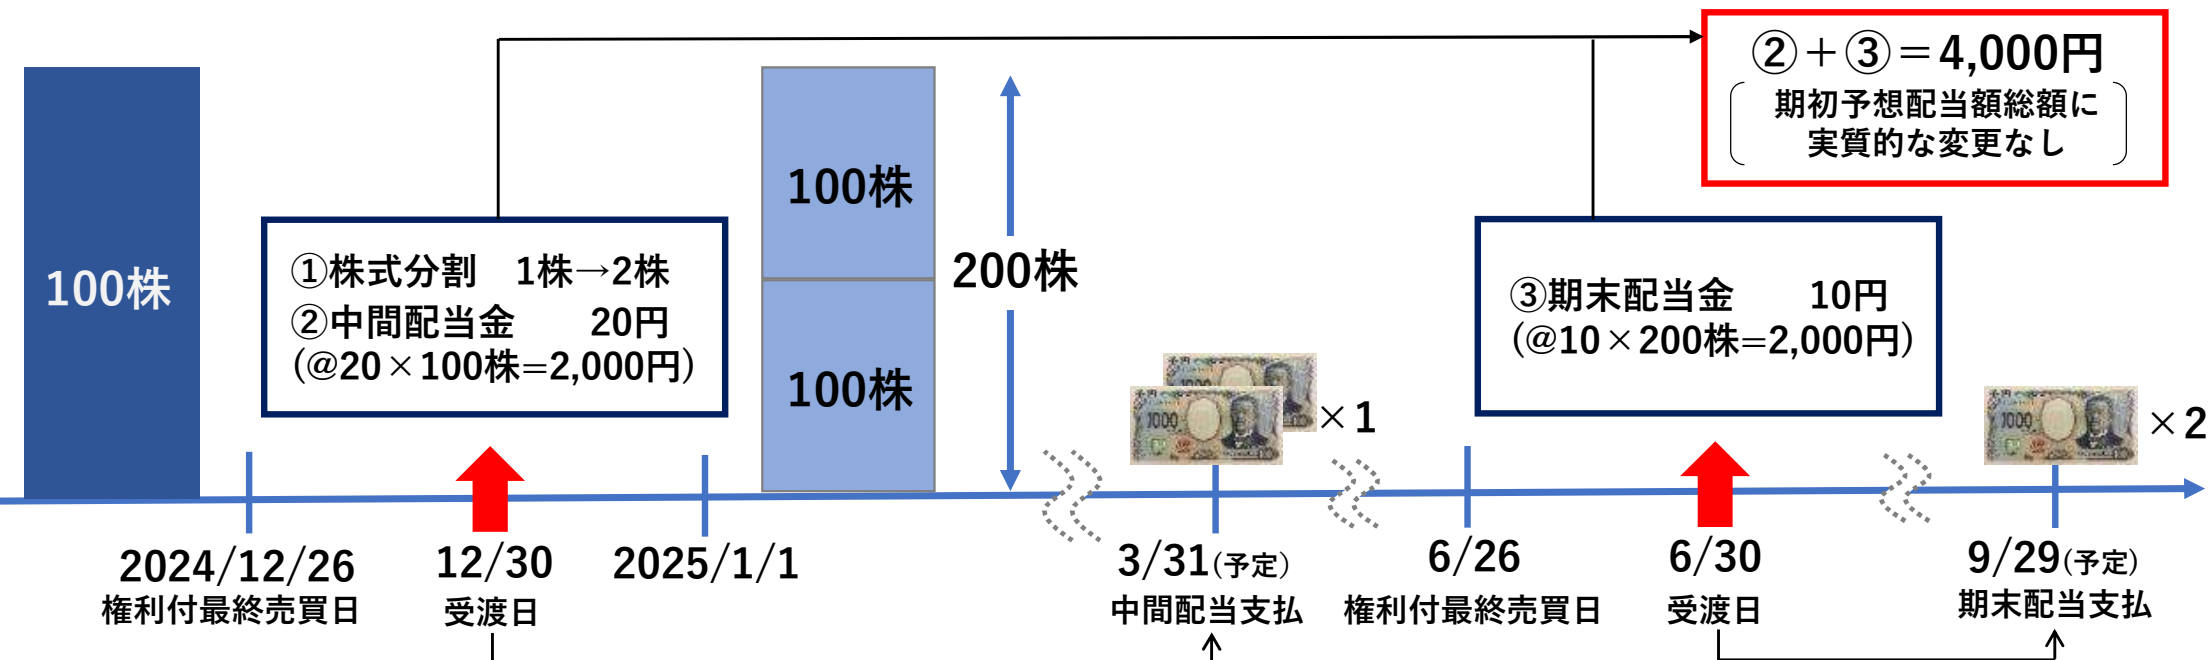 ②+③=4,000円
期初予想配当額総額に
実質的な変更なし
100株
100株
100株
200株
①株式分割　1株→2株
②中間配当金　20円
(@20×100株=2,000円)
③期末配当金　10円
(@10×200株=2,000円)
1000
1000
×1
1000
×2
2024/12/26
権利付最終売買日
12/30
受渡日
2025/1/1
3/31(予定)
中間配当支払
6/26
権利付最終売買日
6/30
受渡日
9/29(予定)
期末配当支払